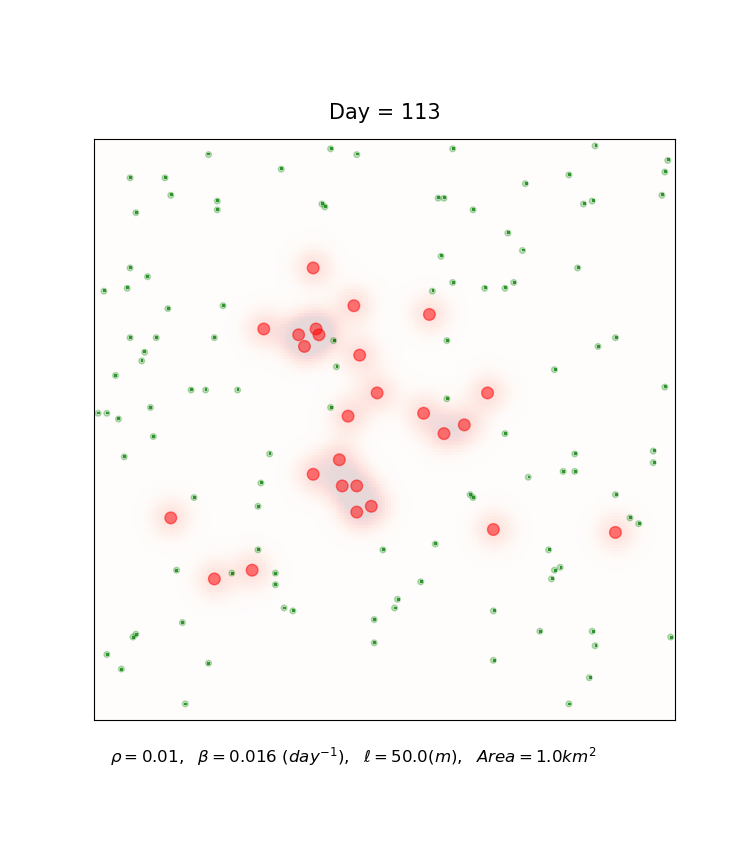 Day = 113
ρ = 0.01, β = 0.016 (day⁻¹), ℓ = 50.0(m), Area = 1.0km²